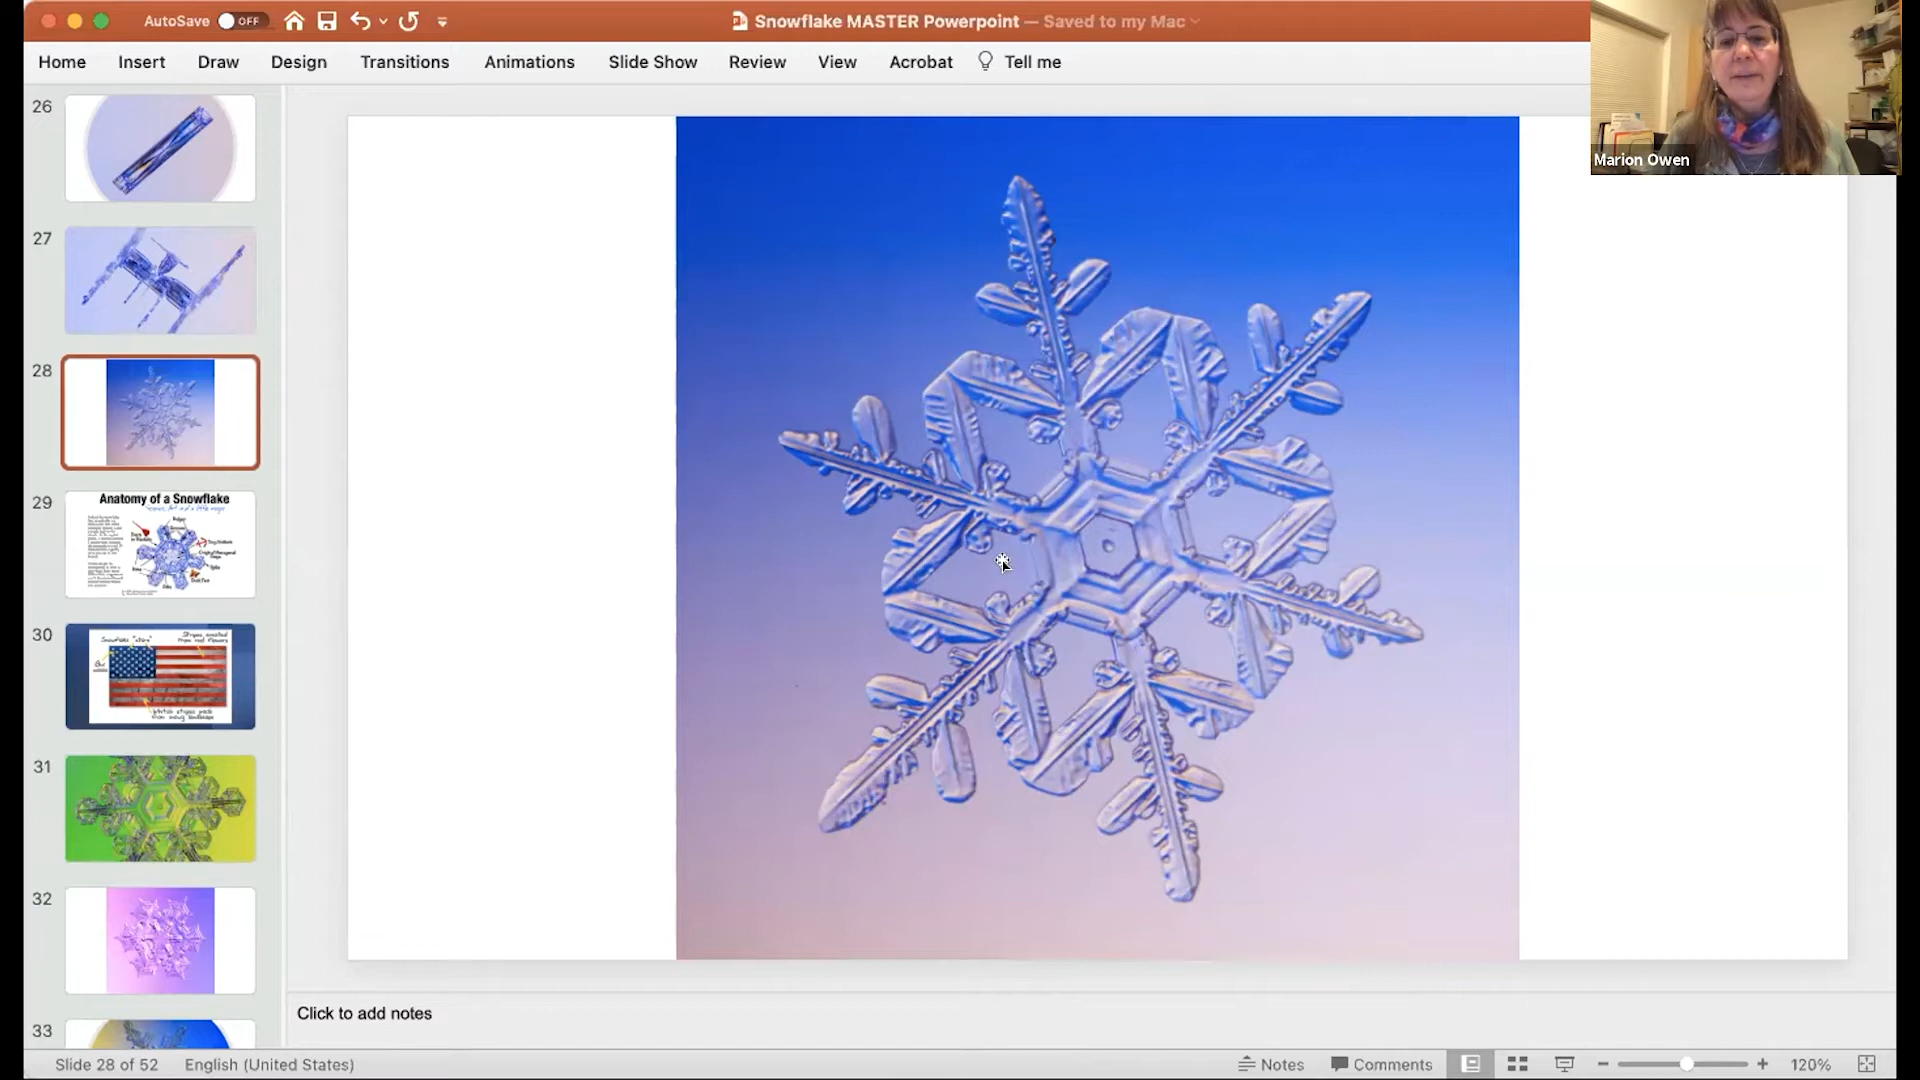 AutoSave OFF
Snowflake MASTER Powerpoint — Saved to my Mac
Home Insert Draw Design Transitions Animations Slide Show Review View Acrobat Tell me
Marion Owen
26
27
28
29
Anatomy of a Snowflake
30
31
32
33
Click to add notes
Slide 28 of 52 English (United States) Notes Comments 120%